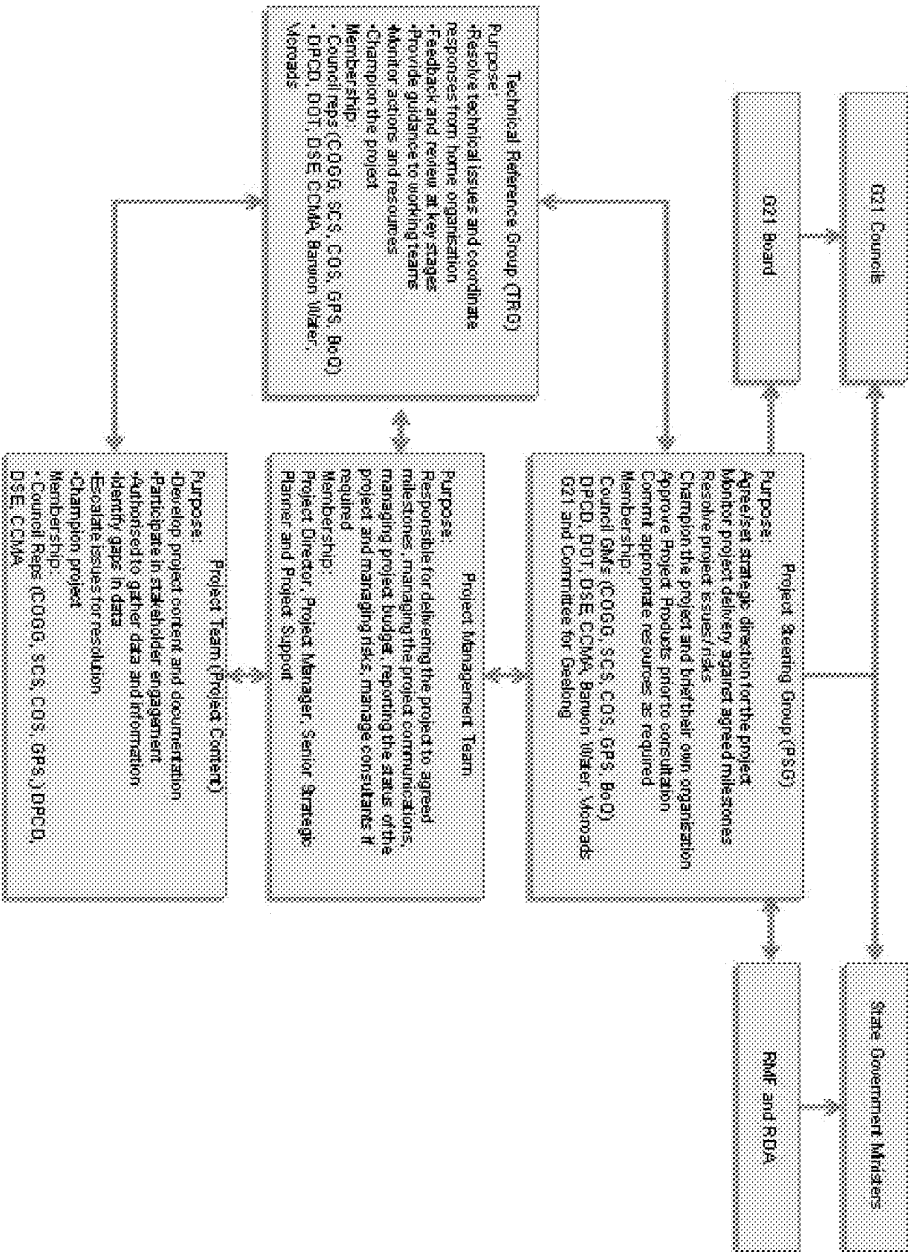 G21 Councils
State Government Ministers
G21 Board
RMF and RDA
Project Steering Group (PSG)
Purpose:
Agree/set strategic direction for the project
Monitor project delivery against agreed milestones
Resolve project issues/risks
Champion the project and brief their own organisation
Approve Project Products prior to consultation
Commit appropriate resources as required
Membership:
Council GMs (COGG, SCS, COS, GPS, BoQ)
DPCD, DOT, DSE, CCMA, Barwon Water, Vicroads
G21 and Committee for Geelong
Technical Reference Group (TRG)
Purpose:
•Resolve technical issues and coordinate
responses from home organisation
•Feedback and review at key stages
•Provide guidance to working teams
•Monitor actions and resources
•Champion the project
Membership:
• Council reps (COGG, SCS, COS, GPS, BoQ)
• DPCD, DOT, DSE, CCMA, Barwon Water,
Vicroads
Project Management Team
Purpose:
Responsible for delivering the project to agreed
milestones, managing the project communications,
managing project budget, reporting the status of the
project and managing risks, manage consultants if
required
Membership:
Project Director, Project Manager, Senior Strategic
Planner and Project Support
Project Team (Project Content)
Purpose:
•Develop project content and documentation
•Participate in stakeholder engagement
•Authorised to gather data and information
•Identify gaps in data
•Escalate issues for resolution
•Champion project
Membership:
• Council Reps (COGG, SCS, COS, GPS,) DPCD,
DSE, CCMA